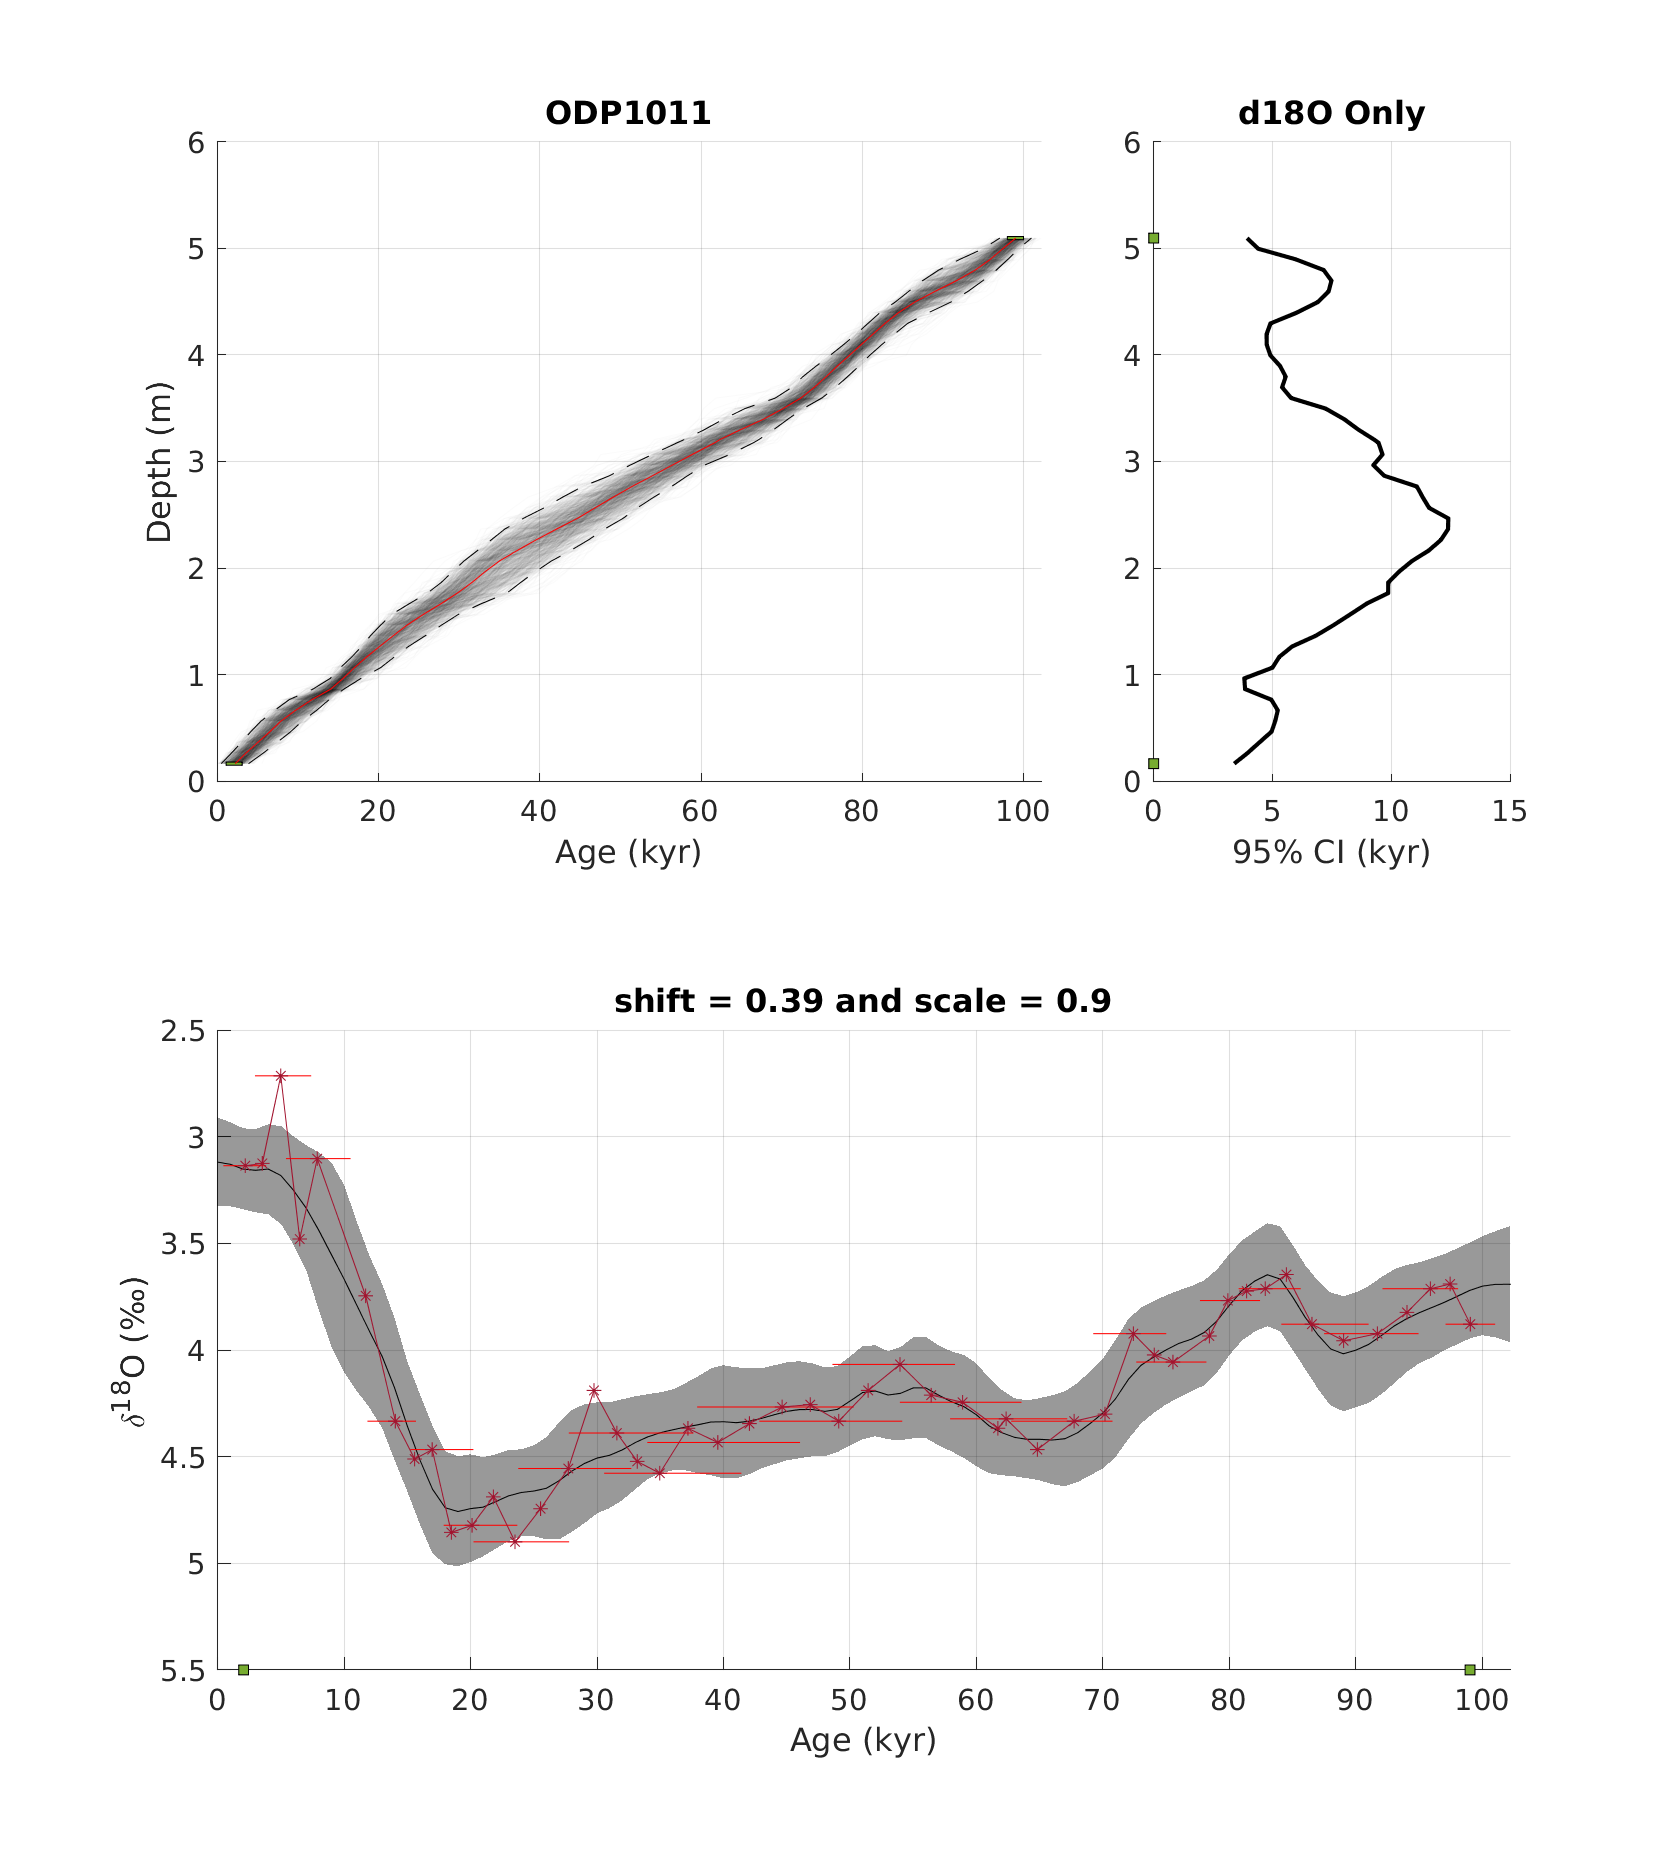 ODP1011
d18O Only
6
5
4
3
2
1
0
Depth (m)
0 20 40 60 80 100
Age (kyr)
6
5
4
3
2
1
0
0 5 10 15
95% CI (kyr)
shift = 0.39 and scale = 0.9
2.5
3
3.5
4
4.5
5
5.5
δ18O (‰)
0 10 20 30 40 50 60 70 80 90 100
Age (kyr)